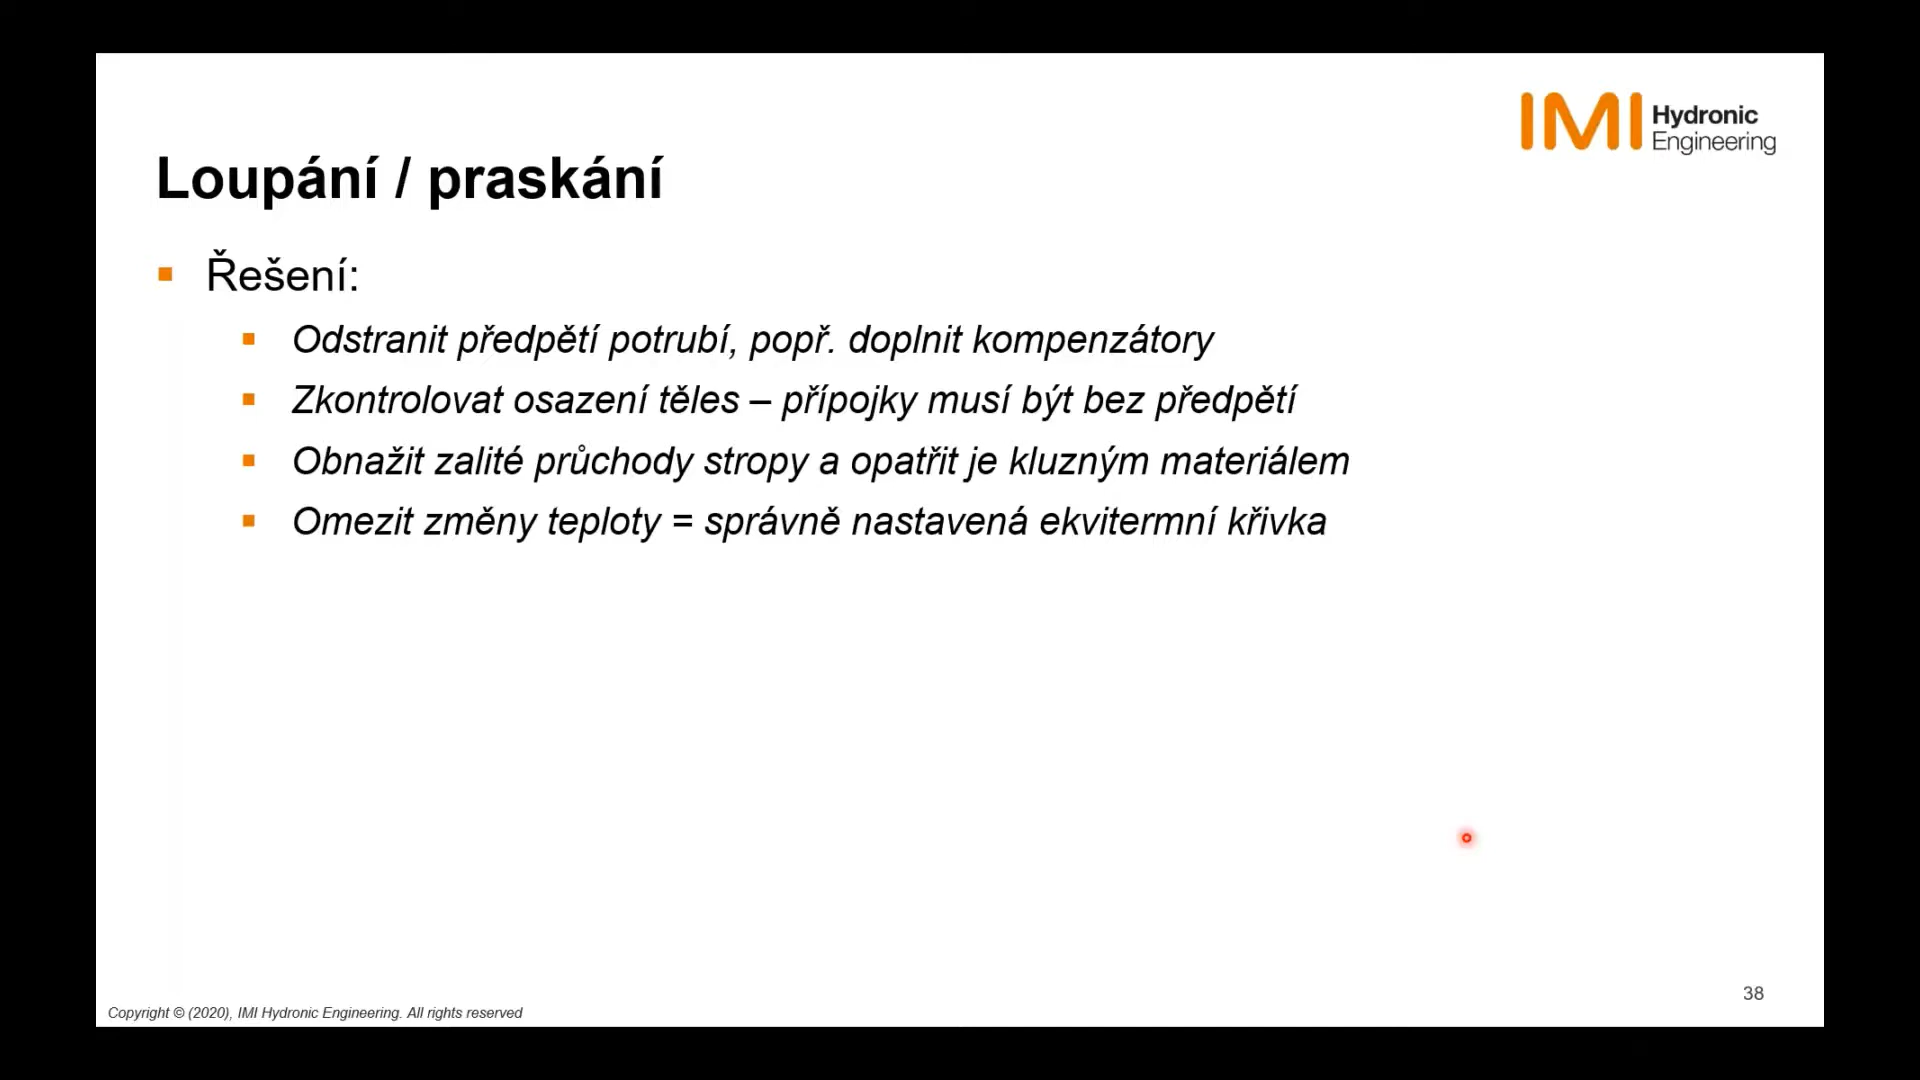 IMI Hydronic
Engineering
Loupání / praskání
Řešení:
Odstranit předpětí potrubí, popř. doplnit kompenzátory
Zkontrolovat osazení těles – přípojky musí být bez předpětí
Obnažit zalité průchody stropy a opatřit je kluzným materiálem
Omezit změny teploty = správně nastavená ekvitermní křivka
38
Copyright © (2020), IMI Hydronic Engineering. All rights reserved